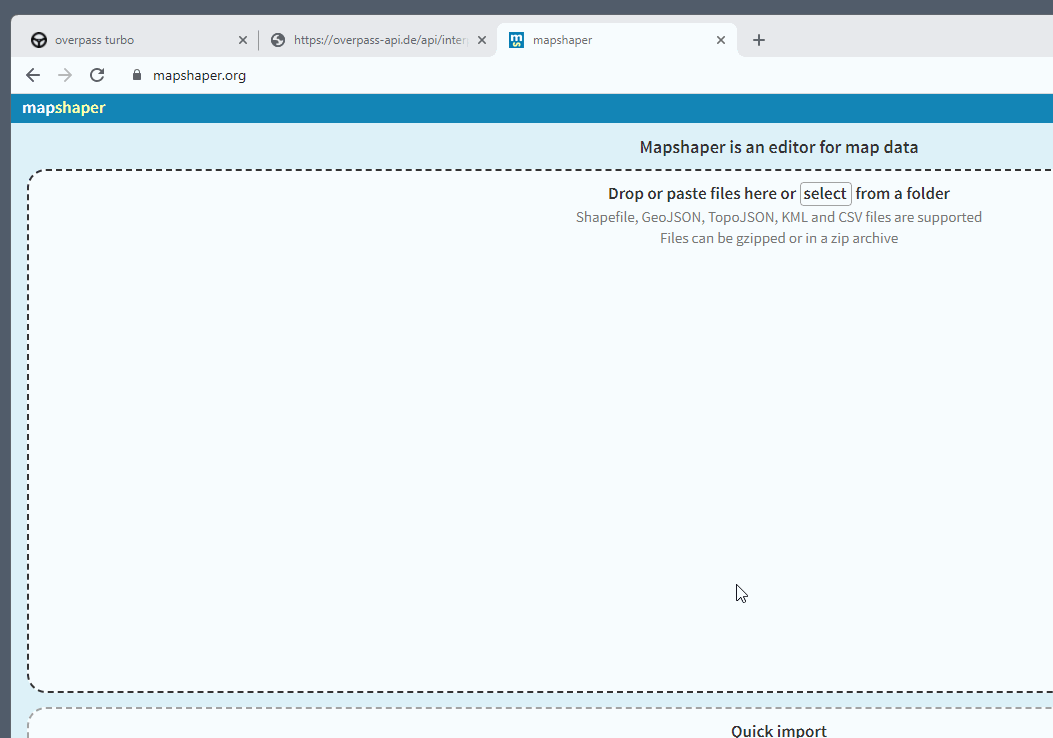 overpass turbo
https://overpass-api.de/api/inter
mapshaper
mapshaper.org
mapshaper
Mapshaper is an editor for map data
Drop or paste files here or select from a folder
Shapefile, GeoJSON, TopoJSON, KML and CSV files are supported
Files can be gzipped or in a zip archive
Quick import